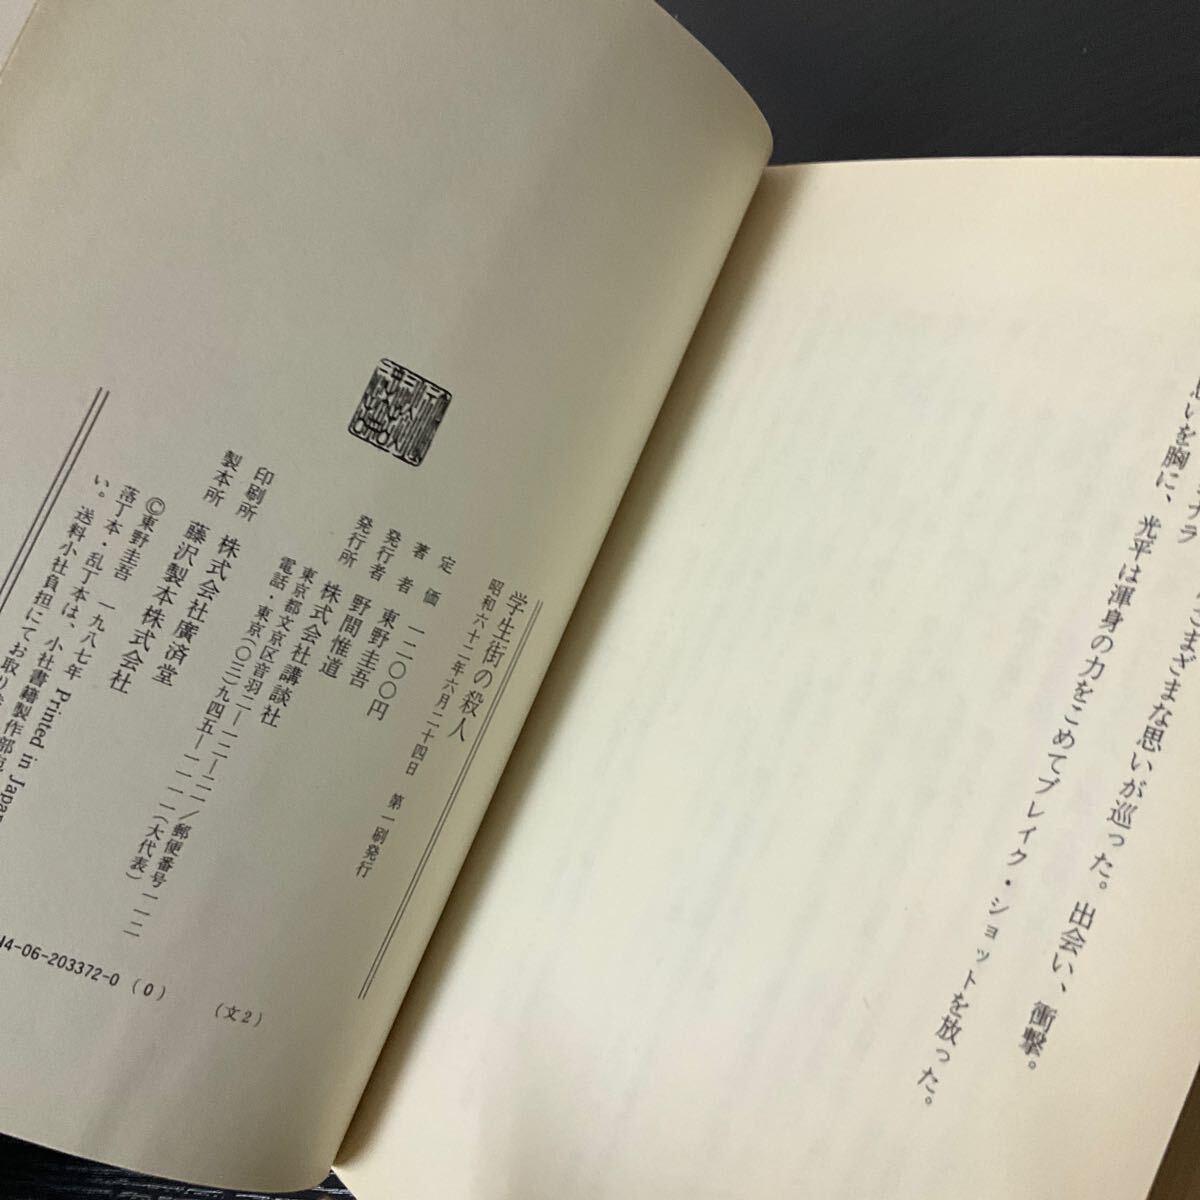 思いを胸に、光平は渾身の力をこめてブレイク・ショットを放った。
ナラ
さまざまな思いが巡った。出会い、衝撃。
学生街の殺人
昭和六十二年六月二十四日 第一刷発行
定価 一二〇〇円
著者 東野圭吾
発行者 野間惟道
発行所 株式会社講談社
東京都文京区音羽二—一二—二一/郵便番号一一二
電話・東京(〇三)九四五—一一一一(大代表)
印刷所 株式会社廣済堂
製本所 藤沢製本株式会社
©東野圭吾 一九八七年 Printed in Japan
落丁本・乱丁本は、小社書籍製作部宛
い。送料小社負担にてお取り
4-06-203372-0 (0)
(文2)